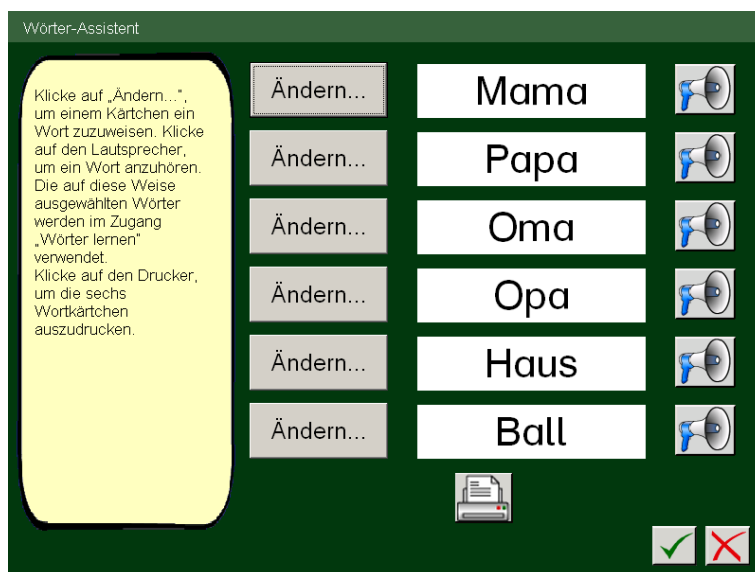 Wörter-Assistent
Klicke auf „Ändern...",
um einem Kärtchen ein
Wort zuzuweisen. Klicke
auf den Lautsprecher,
um ein Wort anzuhören.
Die auf diese Weise
ausgewählten Wörter
werden im Zugang
„Wörter lernen"
verwendet.
Klicke auf den Drucker,
um die sechs
Wortkärtchen
auszudrucken.
Ändern... Mama
Ändern... Papa
Ändern... Oma
Ändern... Opa
Ändern... Haus
Ändern... Ball